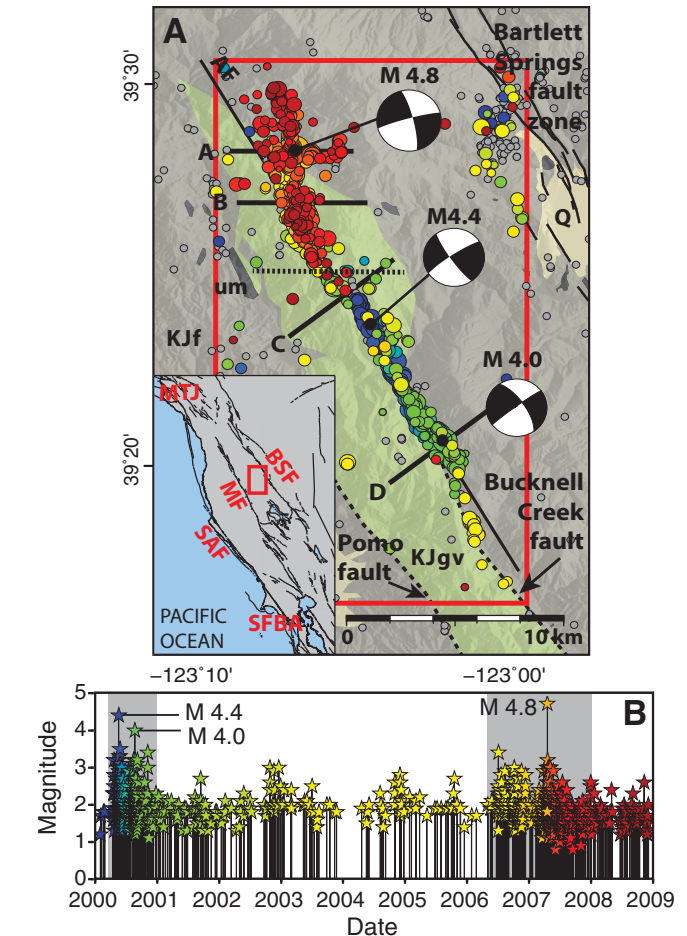 A
Bartlett
Springs
fault
zone
MF
M 4.8
39°30'
A
B
M4.4
Q
um
KJf
C
M 4.0
MTJ
BSF
MF
SAF
39°20'
D
Bucknell
Creek
fault
Pomo
fault
KJgv
PACIFIC
OCEAN
SFBA
0
10 km
−123°10'
−123°00'
5
4
3
2
1
0
Magnitude
M 4.4
M 4.0
M 4.8
B
2000 2001 2002 2003 2004 2005 2006 2007 2008 2009
Date